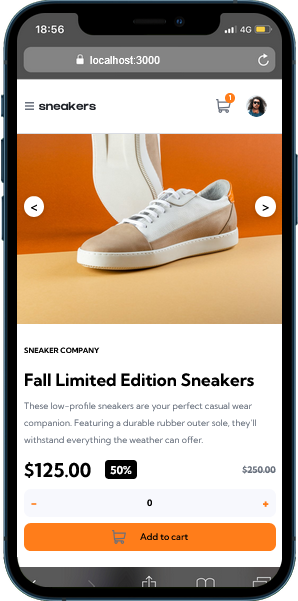 18:56
4G
localhost:3000
sneakers
1
<
>
SNEAKER COMPANY
Fall Limited Edition Sneakers
These low-profile sneakers are your perfect casual wear
companion. Featuring a durable rubber outer sole, they'll
withstand everything the weather can offer.
$125.00 50% $250.00
- 0 +
Add to cart